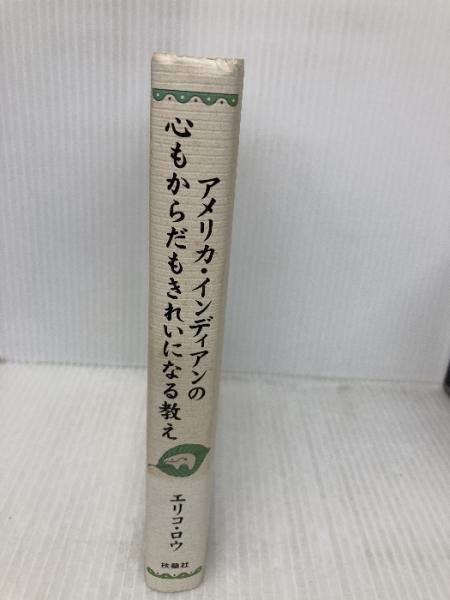 アメリカ・インディアンの
心もからだもきれいになる教え
エリコ・ロウ
扶桑社